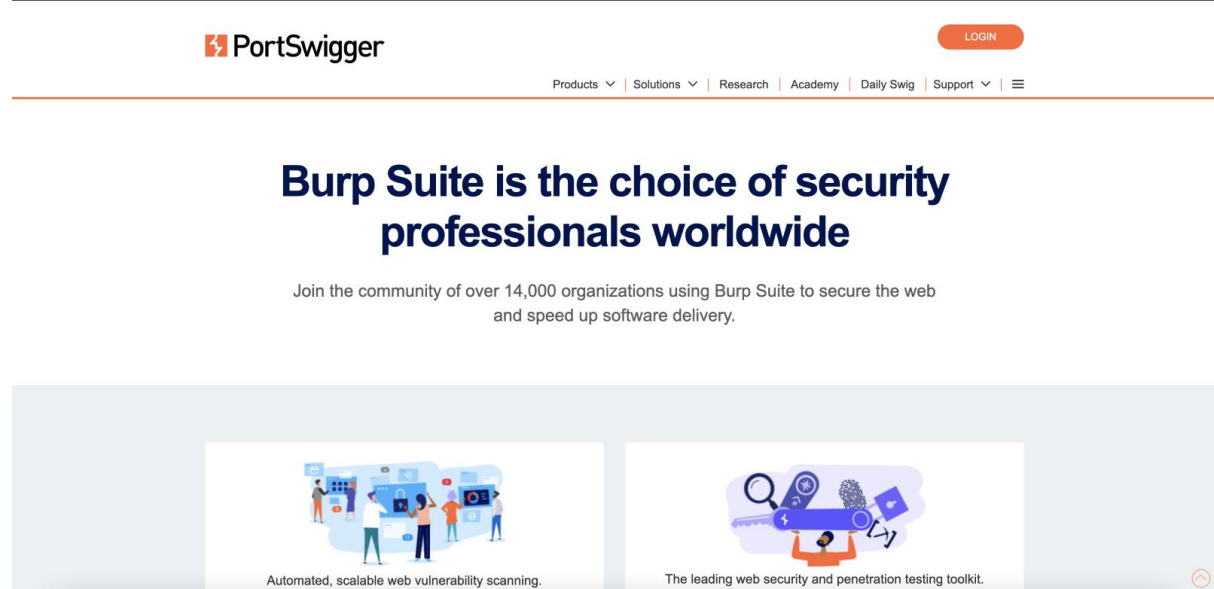 PortSwigger
LOGIN
Products | Solutions | Research | Academy | Daily Swig | Support |
Burp Suite is the choice of security
professionals worldwide
Join the community of over 14,000 organizations using Burp Suite to secure the web
and speed up software delivery.
Automated, scalable web vulnerability scanning.
The leading web security and penetration testing toolkit.